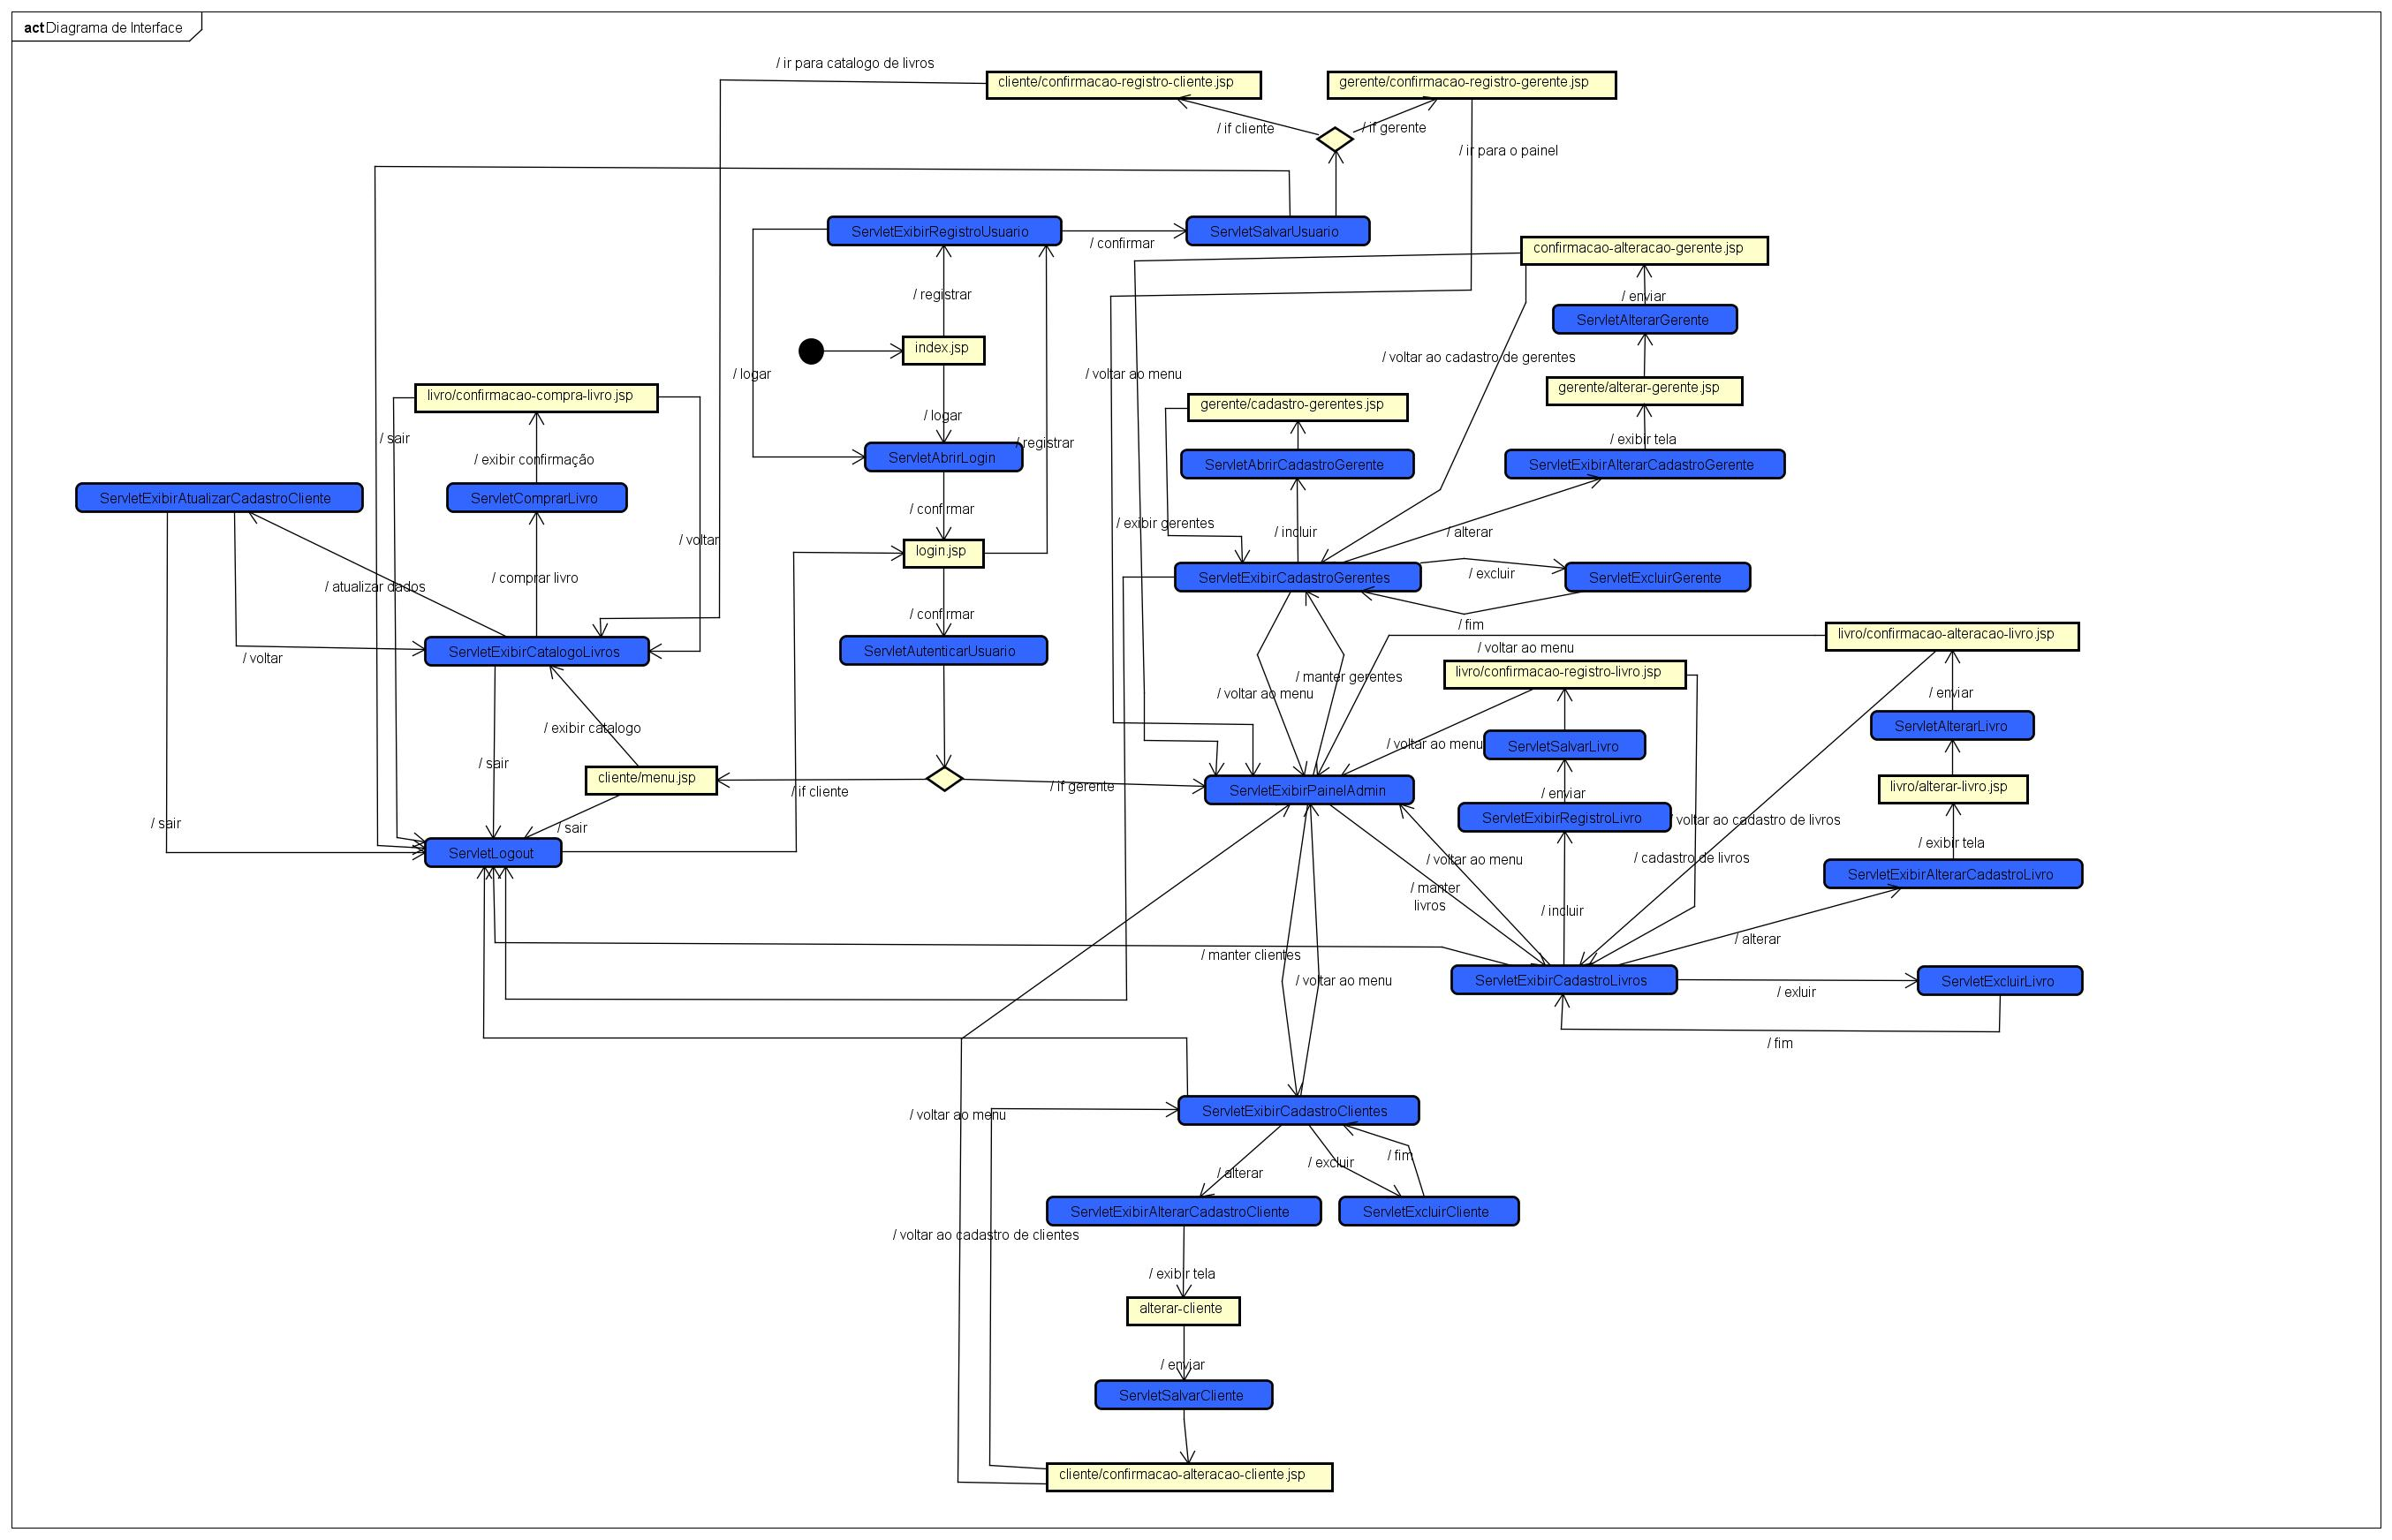 act Diagrama de Interface
/ ir para catalogo de livros
cliente/confirmacao-registro-cliente.jsp
gerente/confirmacao-registro-gerente.jsp
/ if cliente
/ if gerente
/ ir para o painel
ServletExibirRegistroUsuario
/ confirmar
ServletSalvarUsuario
confirmacao-alteracao-gerente.jsp
/ registrar
/ enviar
ServletAlterarGerente
index.jsp
/ voltar ao cadastro de gerentes
/ logar
/ voltar ao menu
gerente/alterar-gerente.jsp
livro/confirmacao-compra-livro.jsp
gerente/cadastro-gerentes.jsp
/ logar
/ sair
/ registrar
/ exibir tela
/ exibir confirmação
ServletAbrirLogin
ServletAbrirCadastroGerente
ServletExibirAlterarCadastroGerente
ServletExibirAtualizarCadastroCliente
ServletComprarLivro
/ confirmar
/ exibir gerentes
/ incluir
/ alterar
/ voltar
login.jsp
/ comprar livro
/ atualizar dados
ServletExibirCadastroGerentes
/ excluir
ServletExcluirGerente
/ confirmar
/ fim
livro/confirmacao-alteracao-livro.jsp
ServletExibirCatalogoLivros
ServletAutenticarUsuario
/ voltar
/ voltar ao menu
livro/confirmacao-registro-livro.jsp
/ manter gerentes
/ voltar ao menu
/ enviar
/ exibir catalogo
ServletAlterarLivro
/ voltar ao menu
ServletSalvarLivro
/ sair
cliente/menu.jsp
/ if cliente
/ if gerente
ServletExibirPainelAdmin
/ enviar
livro/alterar-livro.jsp
/ sair
/ sair
ServletExibirRegistroLivro
/ voltar ao cadastro de livros
/ exibir tela
ServletLogout
/ voltar ao menu
/ cadastro de livros
ServletExibirAlterarCadastroLivro
/ manter
livros
/ incluir
/ alterar
/ manter clientes
/ voltar ao menu
ServletExibirCadastroLivros
/ exluir
ServletExcluirLivro
/ fim
/ voltar ao menu
ServletExibirCadastroClientes
/ alterar
/ excluir
/ fim
ServletExibirAlterarCadastroCliente
ServletExcluirCliente
/ voltar ao cadastro de clientes
/ exibir tela
alterar-cliente
/ enviar
ServletSalvarCliente
cliente/confirmacao-alteracao-cliente.jsp